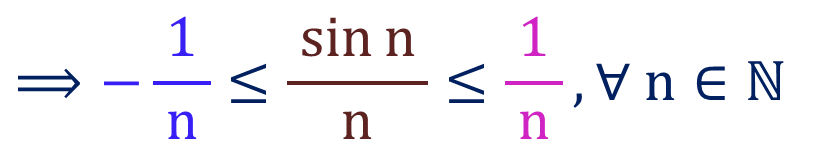 ⟹ − 1/n ≤ sin n/n ≤ 1/n , ∀ n ∈ ℕ